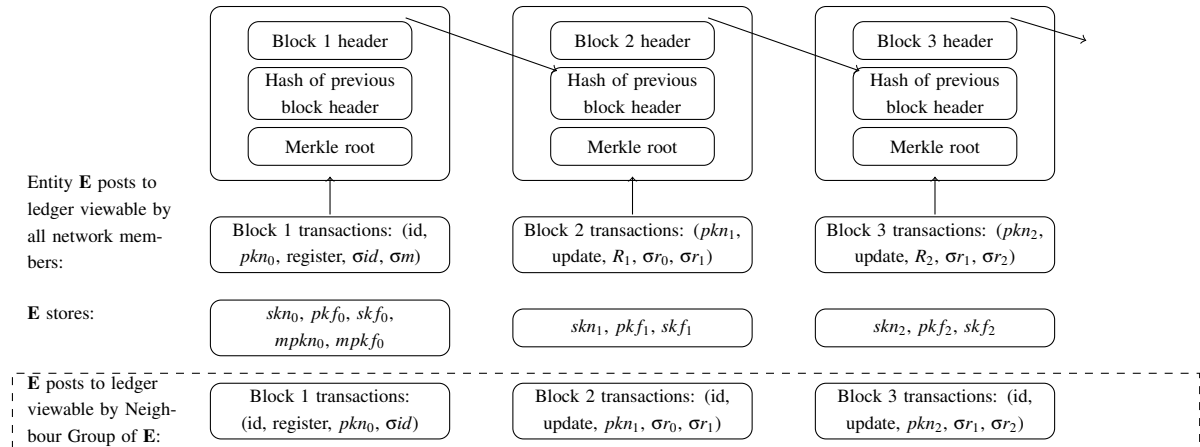 Block 1 header
Hash of previous
block header
Merkle root
Block 2 header
Hash of previous
block header
Merkle root
Block 3 header
Hash of previous
block header
Merkle root
Entity E posts to
ledger viewable by
all network mem-
bers:
Block 1 transactions: (id,
pkn₀, register, σid, σm)
Block 2 transactions: (pkn₁,
update, R₁, σr₀, σr₁)
Block 3 transactions: (pkn₂,
update, R₂, σr₁, σr₂)
E stores:
skn₀, pkf₀, skf₀,
mpkn₀, mpkf₀
skn₁, pkf₁, skf₁
skn₂, pkf₂, skf₂
E posts to ledger
viewable by Neigh-
bour Group of E:
Block 1 transactions:
(id, register, pkn₀, σid)
Block 2 transactions: (id,
update, pkn₁, σr₀, σr₁)
Block 3 transactions: (id,
update, pkn₂, σr₁, σr₂)